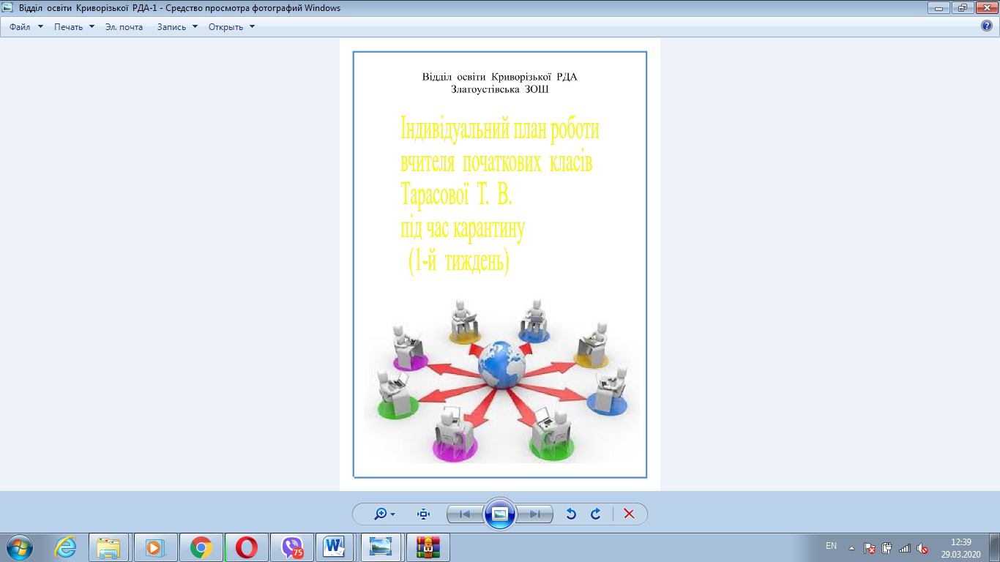 Відділ освіти Криворізької РДА-1 - Средство просмотра фотографий Windows
Файл Печать Эл. почта Запись Открыть
Відділ освіти Криворізької РДА
Златоустівська ЗОШ
Індивідуальний план роботи
вчителя початкових класів
Тарасової Т. В.
під час карантину
(1-й тиждень)
75
EN
12:39
29.03.2020